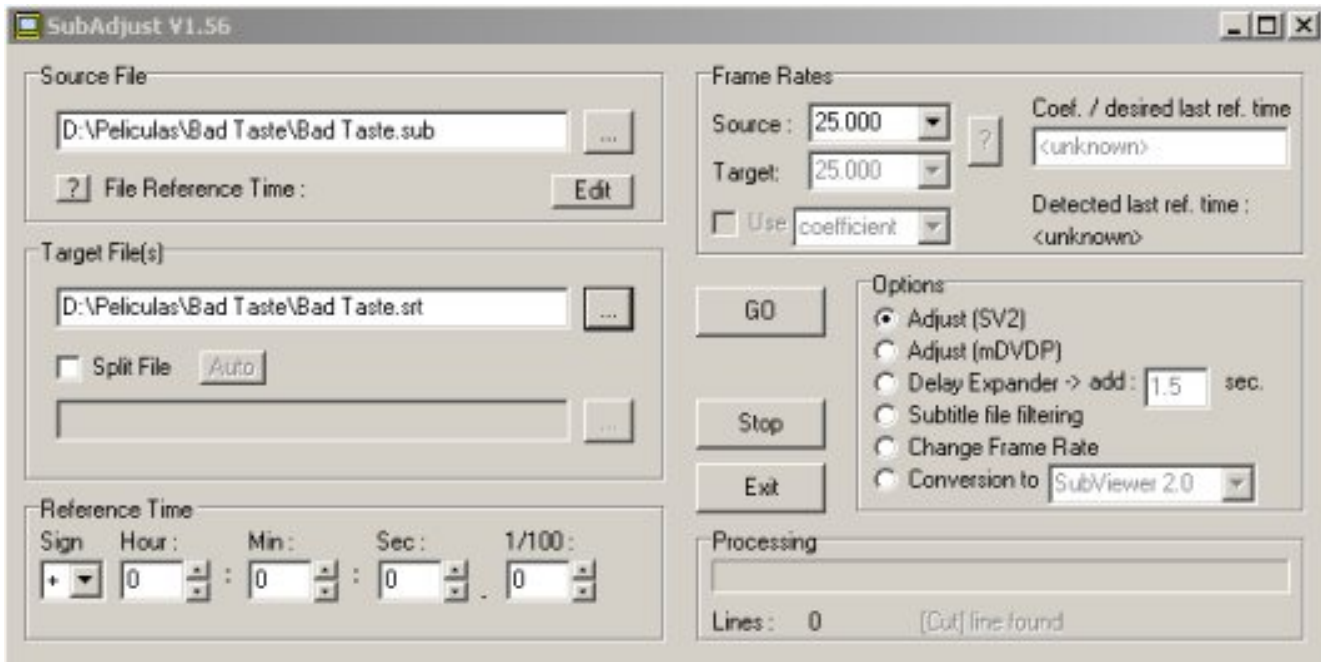 SubAdjust V1.56
Source File
D:\Peliculas\Bad Taste\Bad Taste.sub
...
? File Reference Time :
Edit
Target File(s)
D:\Peliculas\Bad Taste\Bad Taste.srt
...
Split File
Auto
...
Reference Time
Sign Hour : Min : Sec : 1/100 :
+ 0 : 0 : 0 . 0
Frame Rates
Source : 25.000
?
Target: 25.000
Use coefficient
Coef. / desired last ref. time
<unknown>
Detected last ref. time :
<unknown>
GO
Stop
Exit
Options
Adjust (SV2)
Adjust (mDVDP)
Delay Expander -> add : 1.5 sec.
Subtitle file filtering
Change Frame Rate
Conversion to SubViewer 2.0
Processing
Lines : 0 [Cut] line found